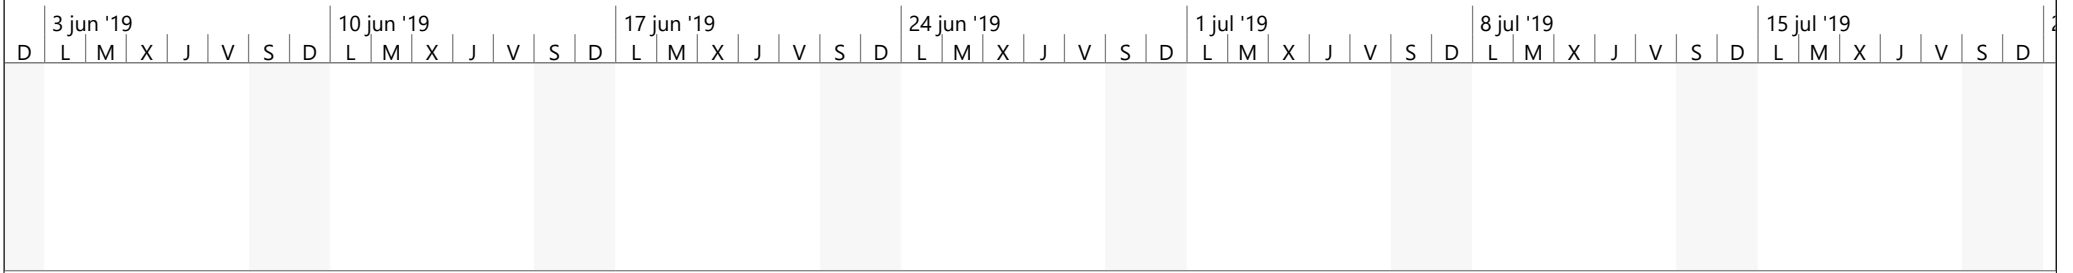 3 jun '19 10 jun '19 17 jun '19 24 jun '19 1 jul '19 8 jul '19 15 jul '19
D L M X J V S D L M X J V S D L M X J V S D L M X J V S D L M X J V S D L M X J V S D L M X J V S D